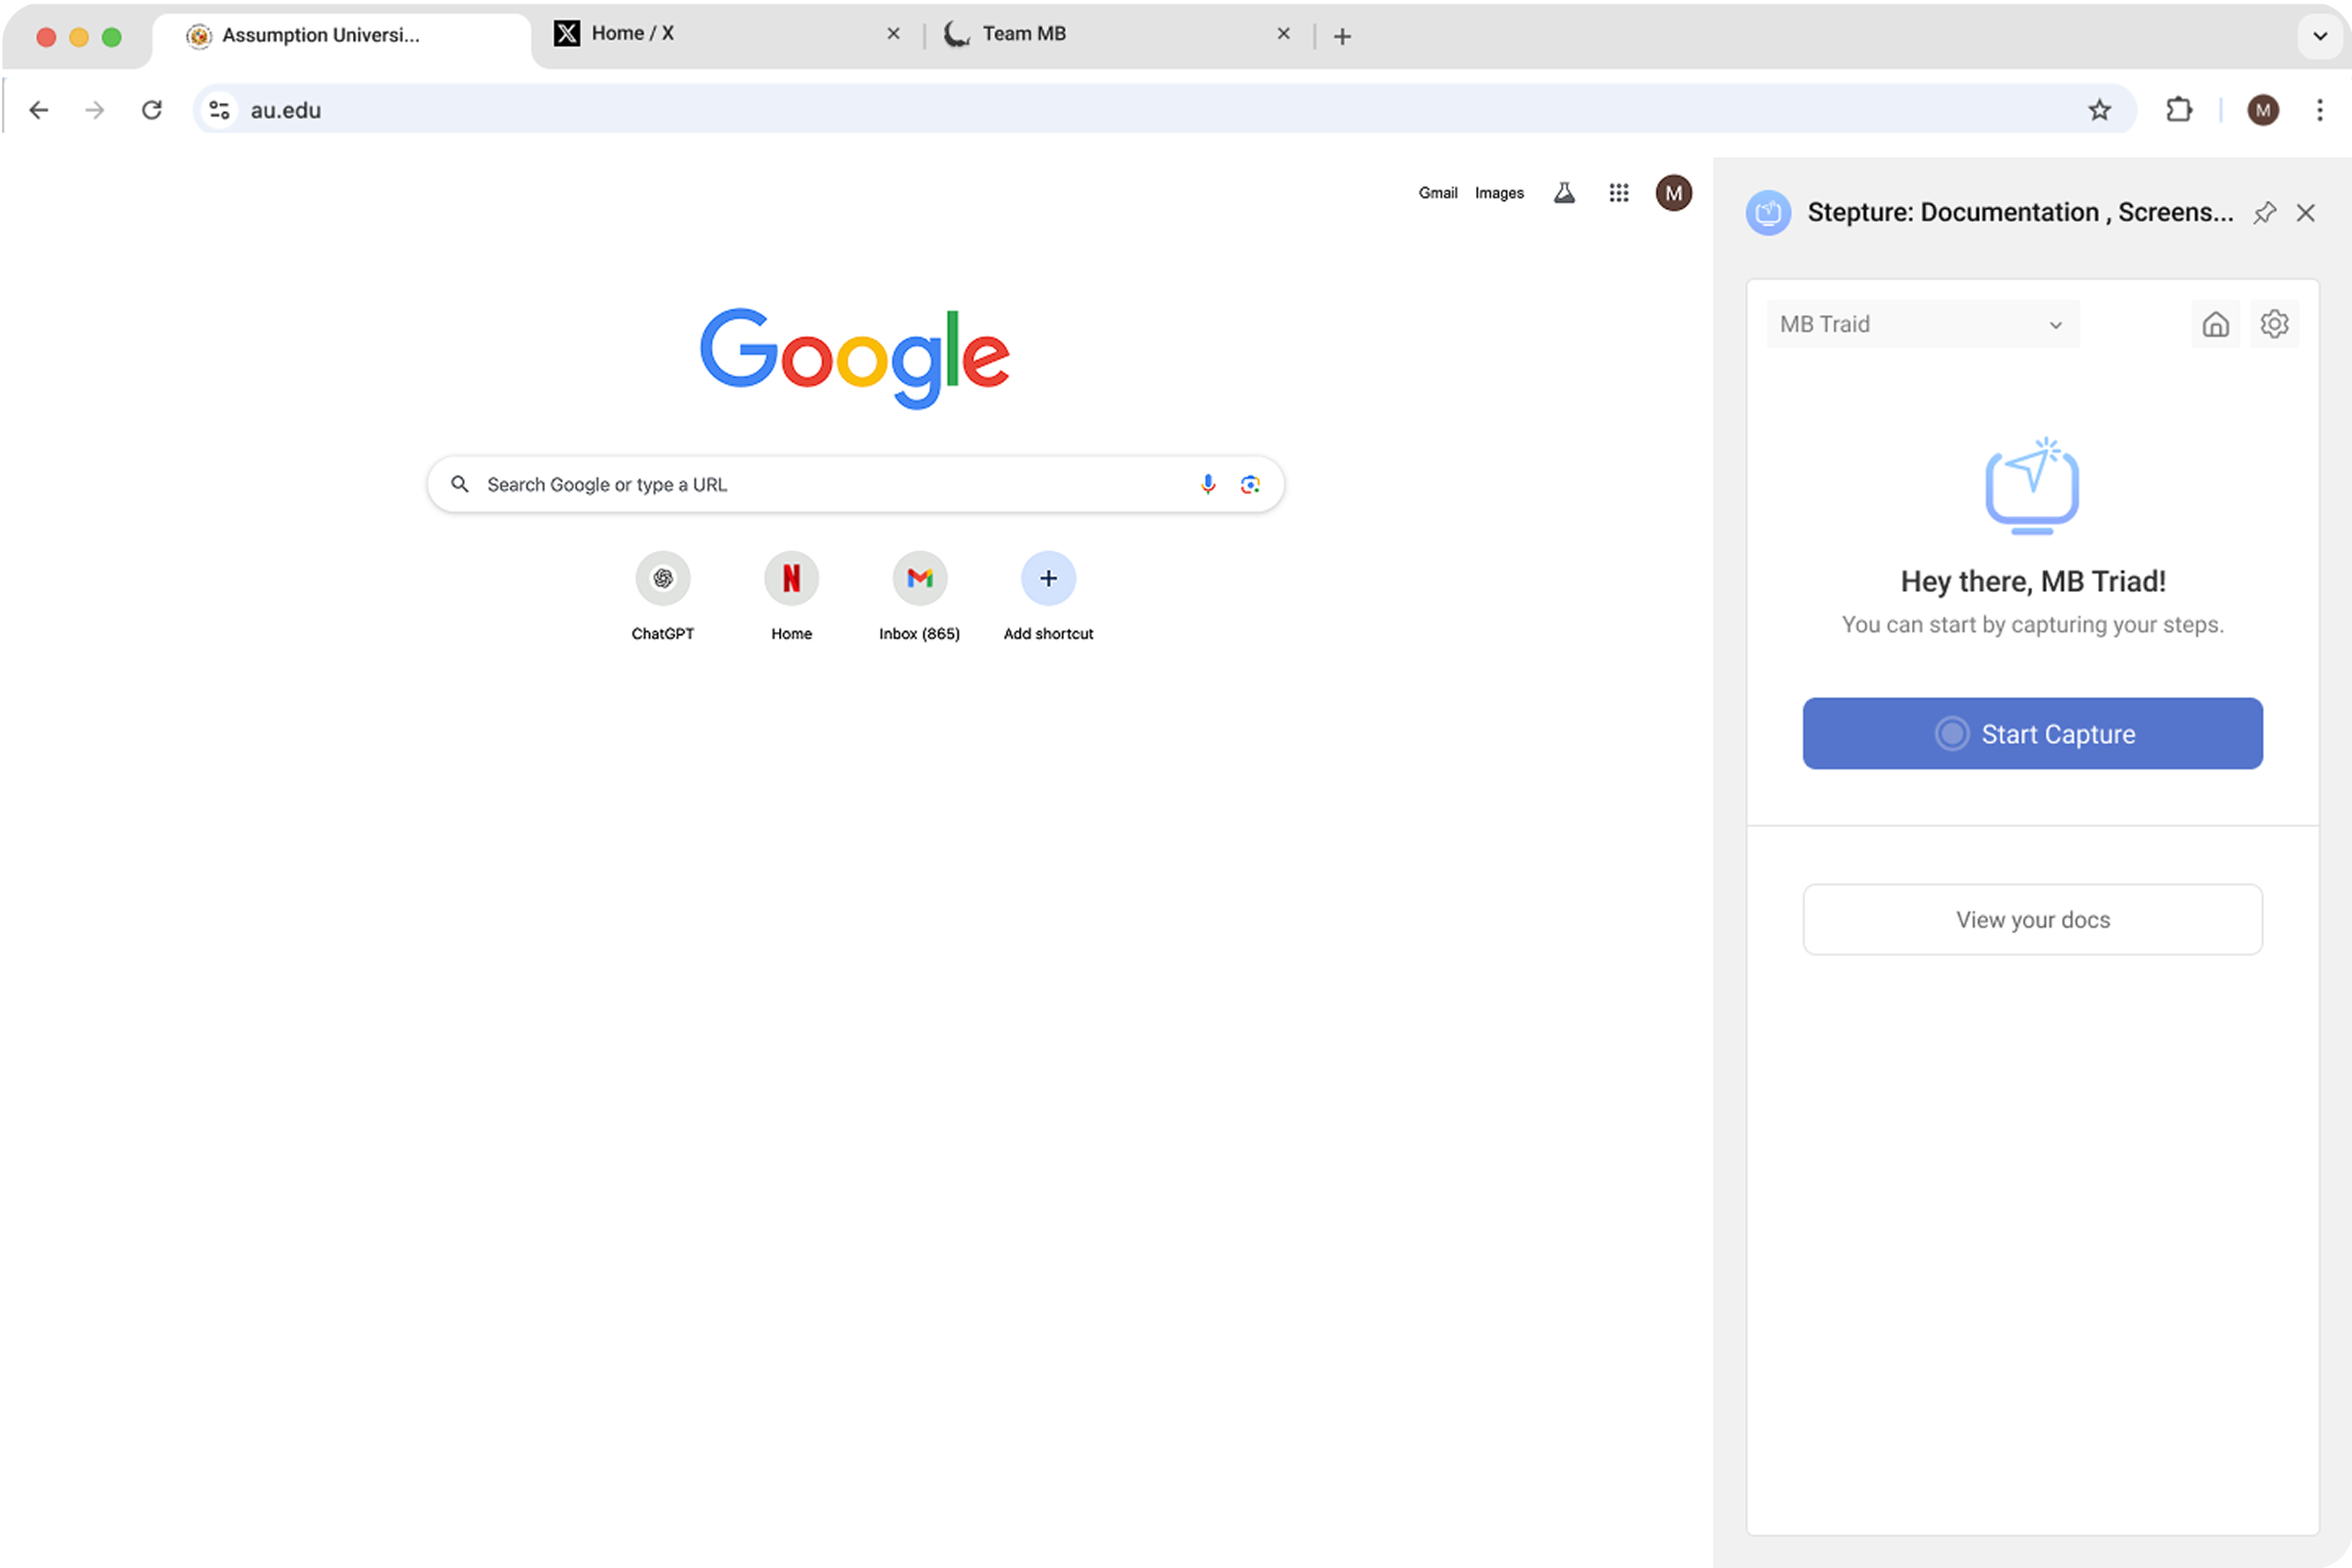 Assumption Universi...
Home / X
Team MB
au.edu
Gmail Images M
M
Stepture: Documentation , Screens...
MB Traid
Google
Search Google or type a URL
ChatGPT
Home
Inbox (865)
Add shortcut
Hey there, MB Triad!
You can start by capturing your steps.
Start Capture
View your docs